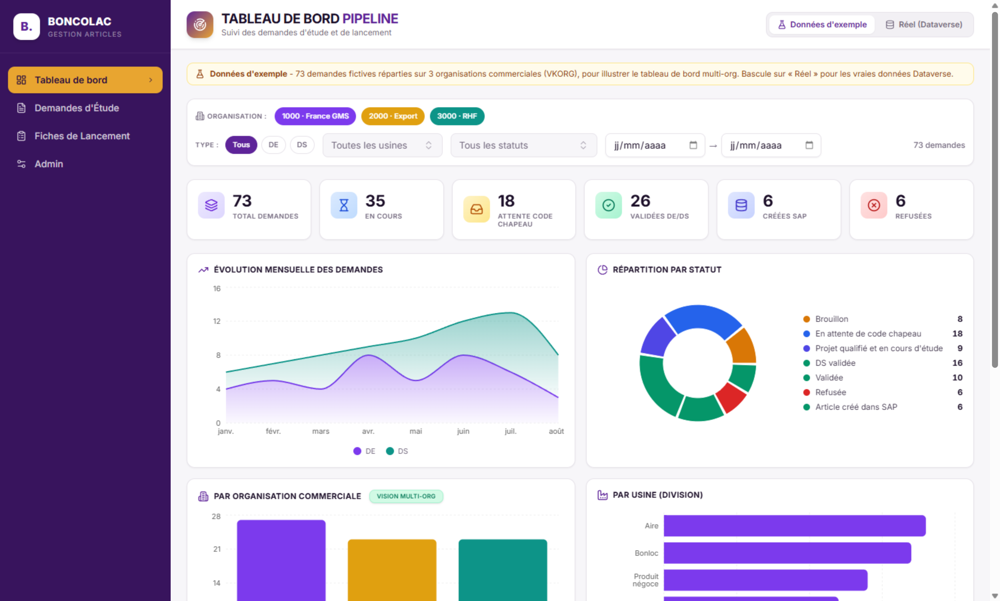 B.
BONCOLAC
GESTION ARTICLES
Tableau de bord
Demandes d'Étude
Fiches de Lancement
Admin
TABLEAU DE BORD PIPELINE
Suivi des demandes d'étude et de lancement
Données d'exemple
Réel (Dataverse)
Données d'exemple - 73 demandes fictives réparties sur 3 organisations commerciales (VKORG), pour illustrer le tableau de bord multi-org. Bascule sur « Réel » pour les vraies données Dataverse.
ORGANISATION :
1000 · France GMS
2000 · Export
3000 · RHF
TYPE :
Tous
DE
DS
Toutes les usines
Tous les statuts
jj/mm/aaaa
→
jj/mm/aaaa
73 demandes
73
TOTAL DEMANDES
35
EN COURS
18
ATTENTE CODE
CHAPEAU
26
VALIDÉES DE/DS
6
CRÉÉES SAP
6
REFUSÉES
ÉVOLUTION MENSUELLE DES DEMANDES
16
12
8
4
0
janv.
févr.
mars
avr.
mai
juin
juil.
août
DE
DS
RÉPARTITION PAR STATUT
Brouillon 8
En attente de code chapeau 18
Projet qualifié et en cours d'étude 9
DS validée 16
Validée 10
Refusée 6
Article créé dans SAP 6
PAR ORGANISATION COMMERCIALE
VISION MULTI-ORG
28
21
14
PAR USINE (DIVISION)
Aire
Bonloc
Produit
négoce